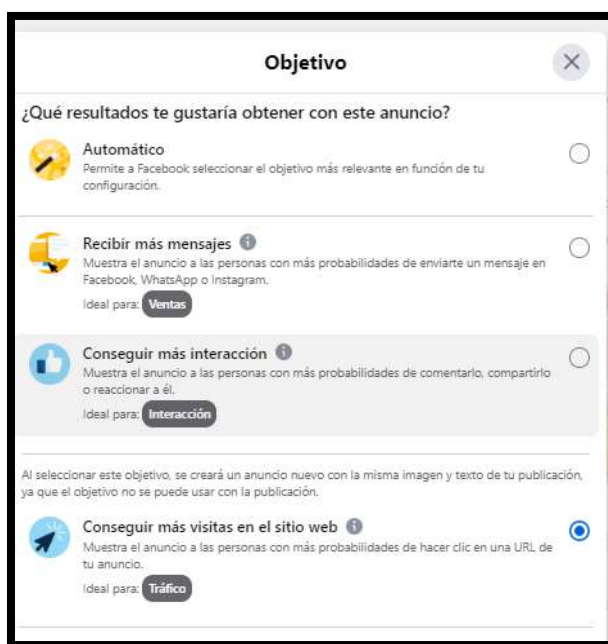 Objetivo
¿Qué resultados te gustaría obtener con este anuncio?
Automático
Permite a Facebook seleccionar el objetivo más relevante en función de tu
configuración.
Recibir más mensajes
Muestra el anuncio a las personas con más probabilidades de enviarte un mensaje en
Facebook, WhatsApp o Instagram.
Ideal para: Ventas
Conseguir más interacción
Muestra el anuncio a las personas con más probabilidades de comentarlo, compartirlo
o reaccionar a él.
Ideal para: Interacción
Al seleccionar este objetivo, se creará un anuncio nuevo con la misma imagen y texto de tu publicación,
ya que el objetivo no se puede usar con la publicación.
Conseguir más visitas en el sitio web
Muestra el anuncio a las personas con más probabilidades de hacer clic en una URL de
tu anuncio.
Ideal para: Tráfico